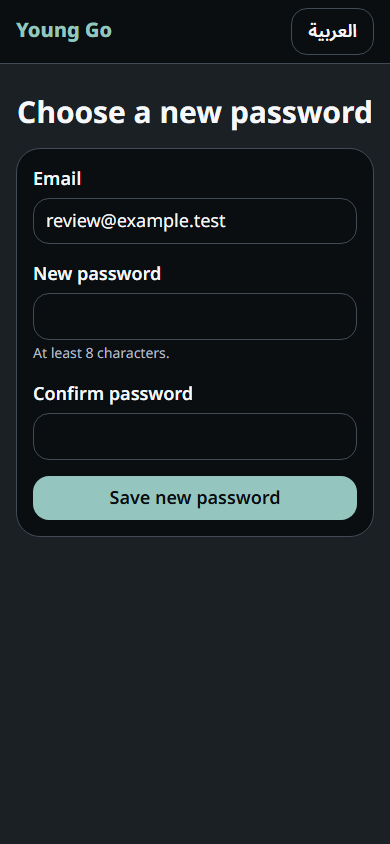 Young Go
العربية
Choose a new password
Email
review@example.test
New password
At least 8 characters.
Confirm password
Save new password